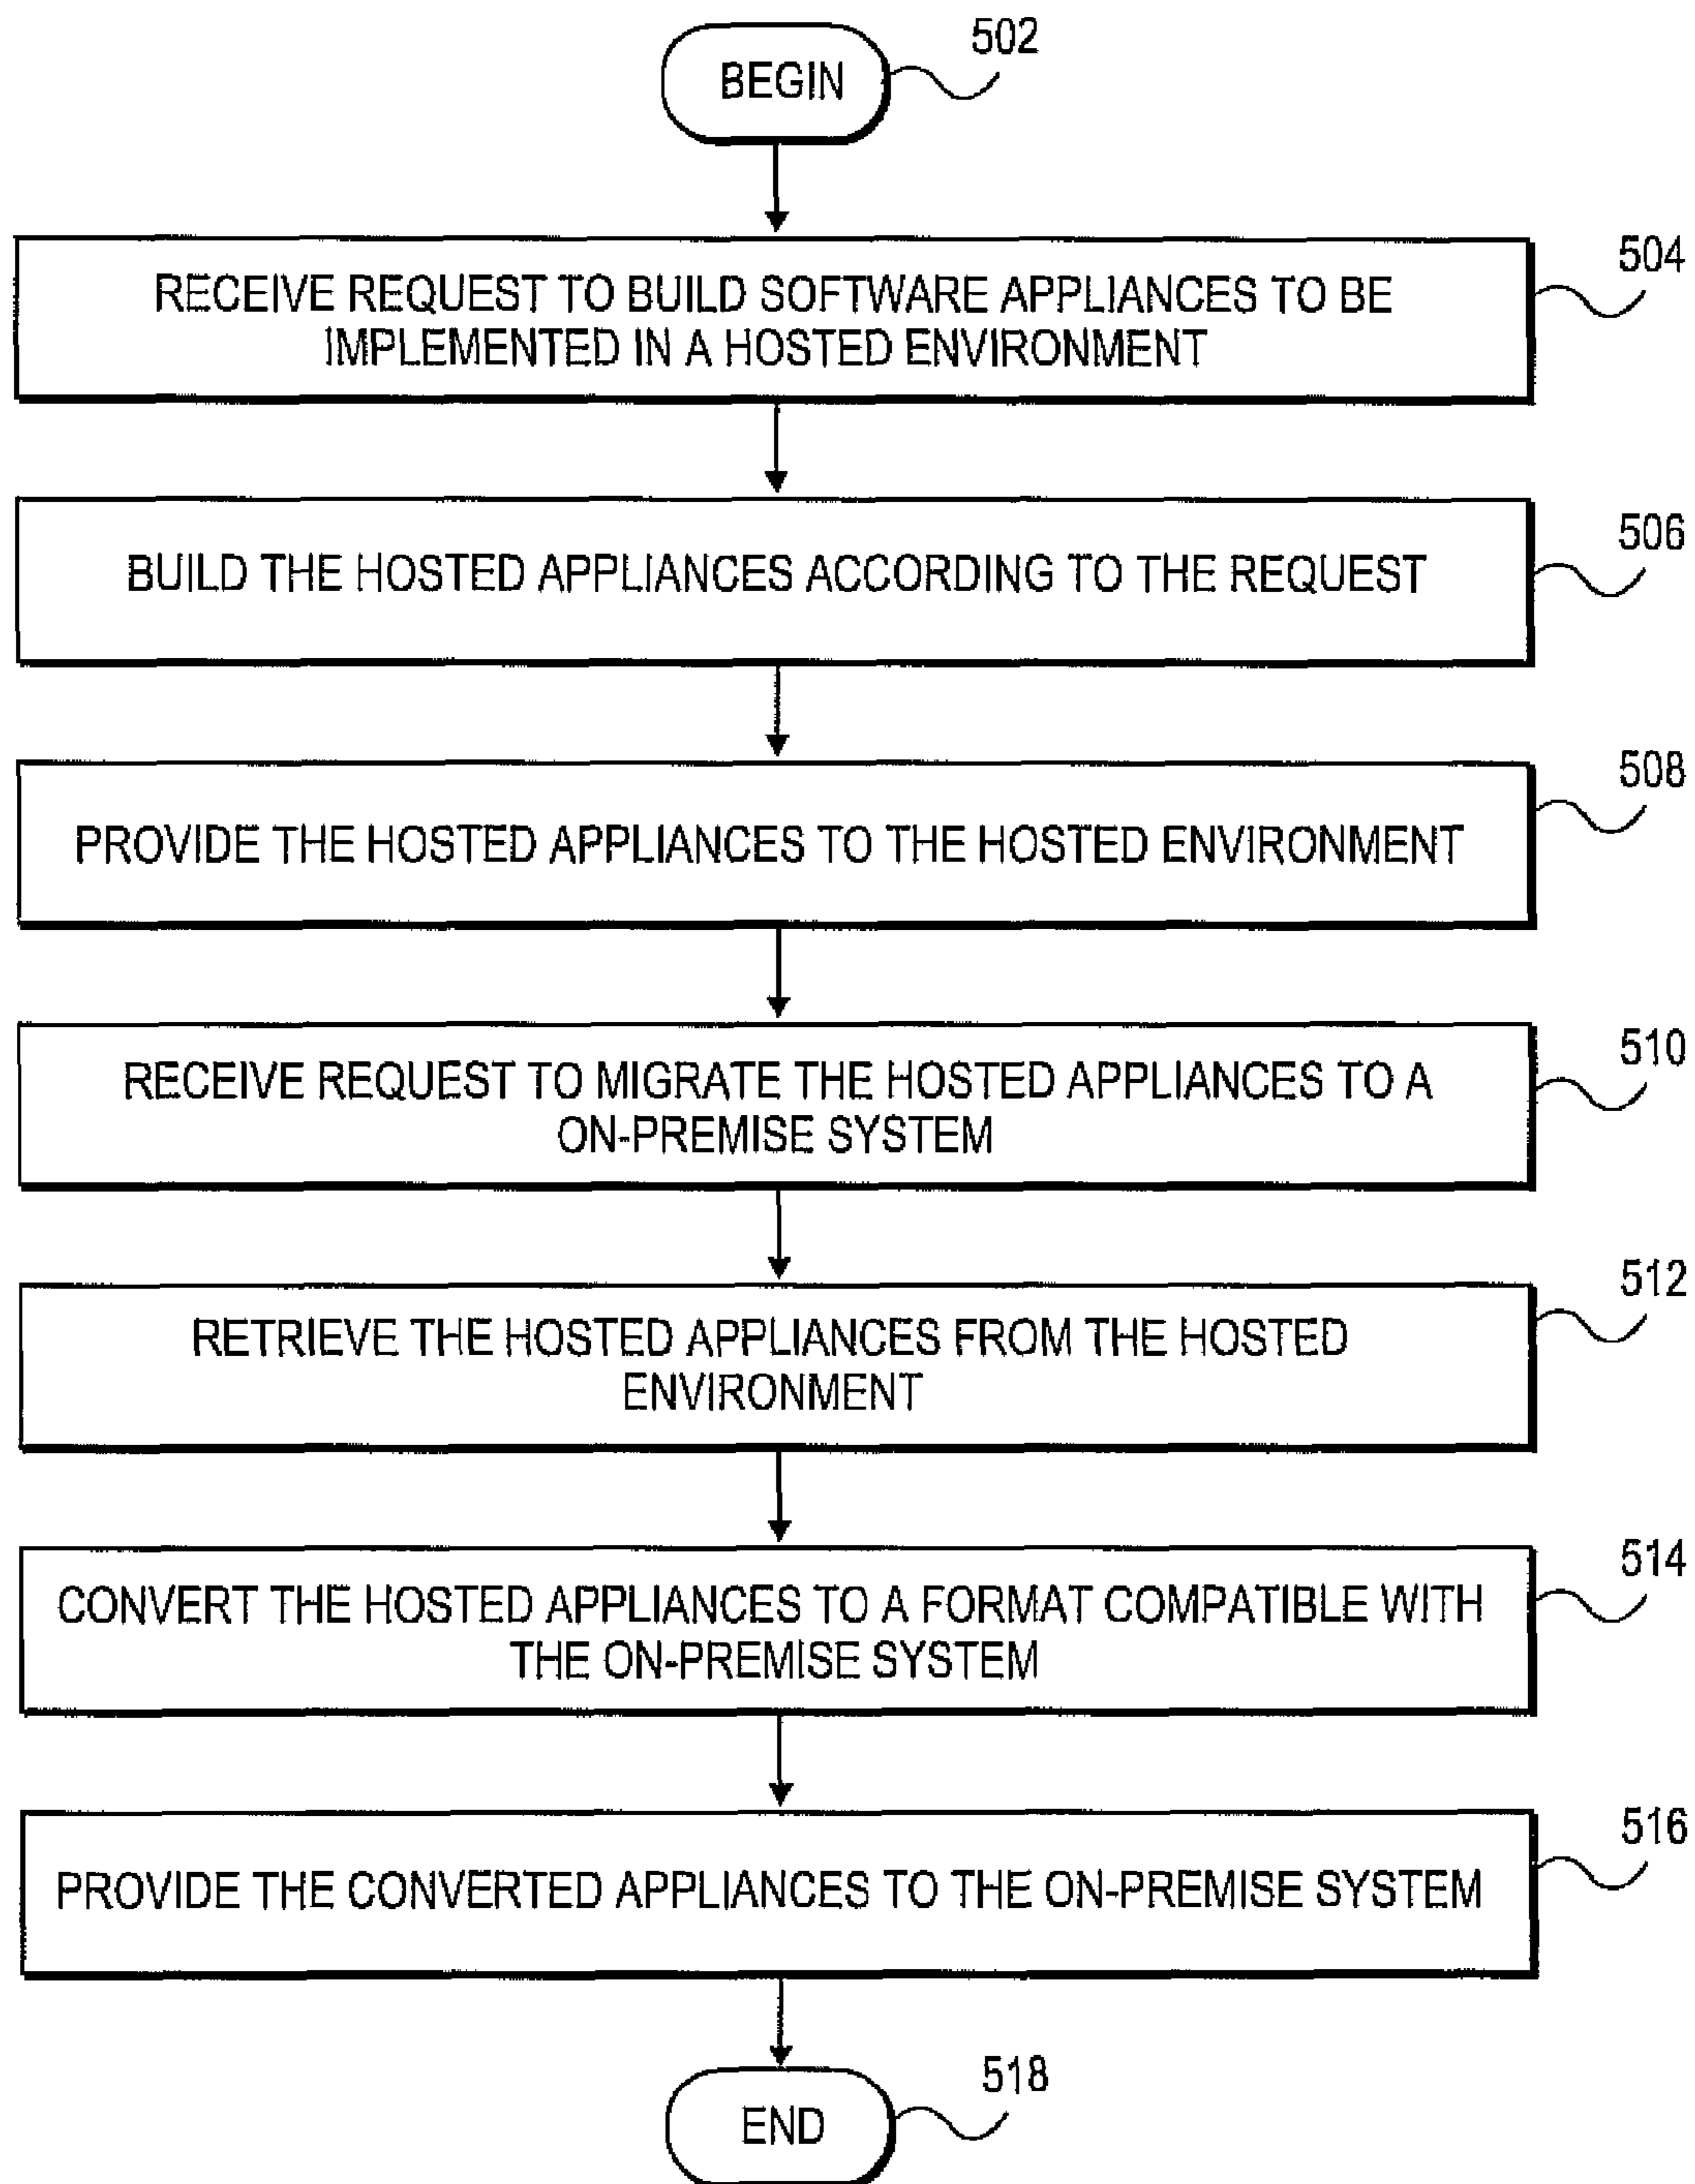 BEGIN
502
RECEIVE REQUEST TO BUILD SOFTWARE APPLIANCES TO BE
IMPLEMENTED IN A HOSTED ENVIRONMENT
504
BUILD THE HOSTED APPLIANCES ACCORDING TO THE REQUEST
506
PROVIDE THE HOSTED APPLIANCES TO THE HOSTED ENVIRONMENT
508
RECEIVE REQUEST TO MIGRATE THE HOSTED APPLIANCES TO A
ON-PREMISE SYSTEM
510
RETRIEVE THE HOSTED APPLIANCES FROM THE HOSTED
ENVIRONMENT
512
CONVERT THE HOSTED APPLIANCES TO A FORMAT COMPATIBLE WITH
THE ON-PREMISE SYSTEM
514
PROVIDE THE CONVERTED APPLIANCES TO THE ON-PREMISE SYSTEM
516
END
518